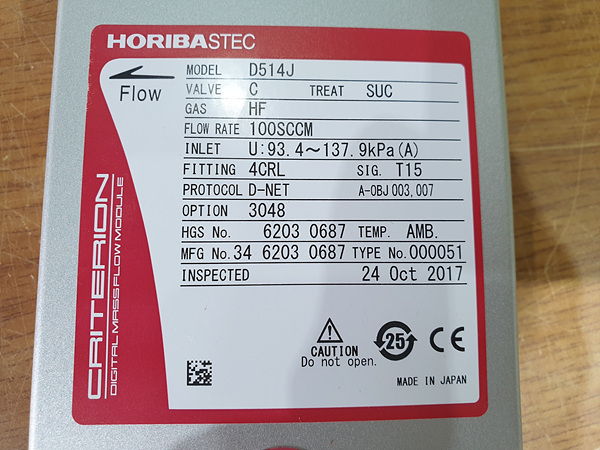 HORIBASTEC
Flow
MODEL D514J
VALVE C TREAT SUC
GAS HF
FLOW RATE 100SCCM
INLET U:93.4~137.9kPa(A)
FITTING 4CRL SIG. T15
PROTOCOL D-NET A-OBJ 003,007
OPTION 3048
HGS No. 6203 0687 TEMP. AMB.
MFG No. 34 6203 0687 TYPE No. 000051
INSPECTED 24 Oct 2017
CRITERION
DIGITAL MASS FLOW MODULE
CAUTION
Do not open.
25
CE
MADE IN JAPAN